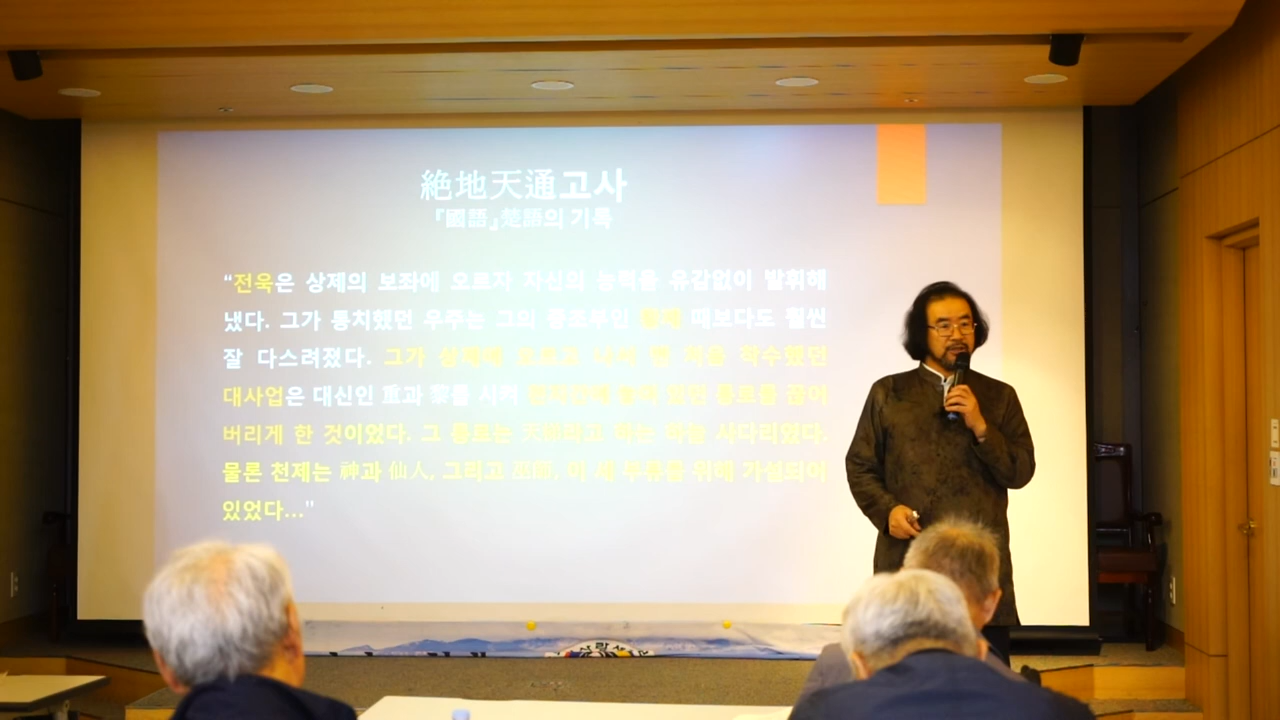 絶地天通고사
『國語』楚語의 기록
“전욱은 상제의 보좌에 오르자 자신의 능력을 유감없이 발휘해
냈다. 그가 통치했던 우주는 그의 증조부인 황제 때보다도 훨씬
잘 다스려졌다. 그가 상제에 오르고 나서 맨 처음 착수했던
대사업은 대신인 重과 黎를 시켜 천지간에 놓여 있던 통로를 끊어
버리게 한 것이었다. 그 통로는 天梯라고 하는 하늘 사다리였다.
물론 천제는 神과 仙人, 그리고 巫師, 이 세 부류를 위해 가설되어
있었다…"